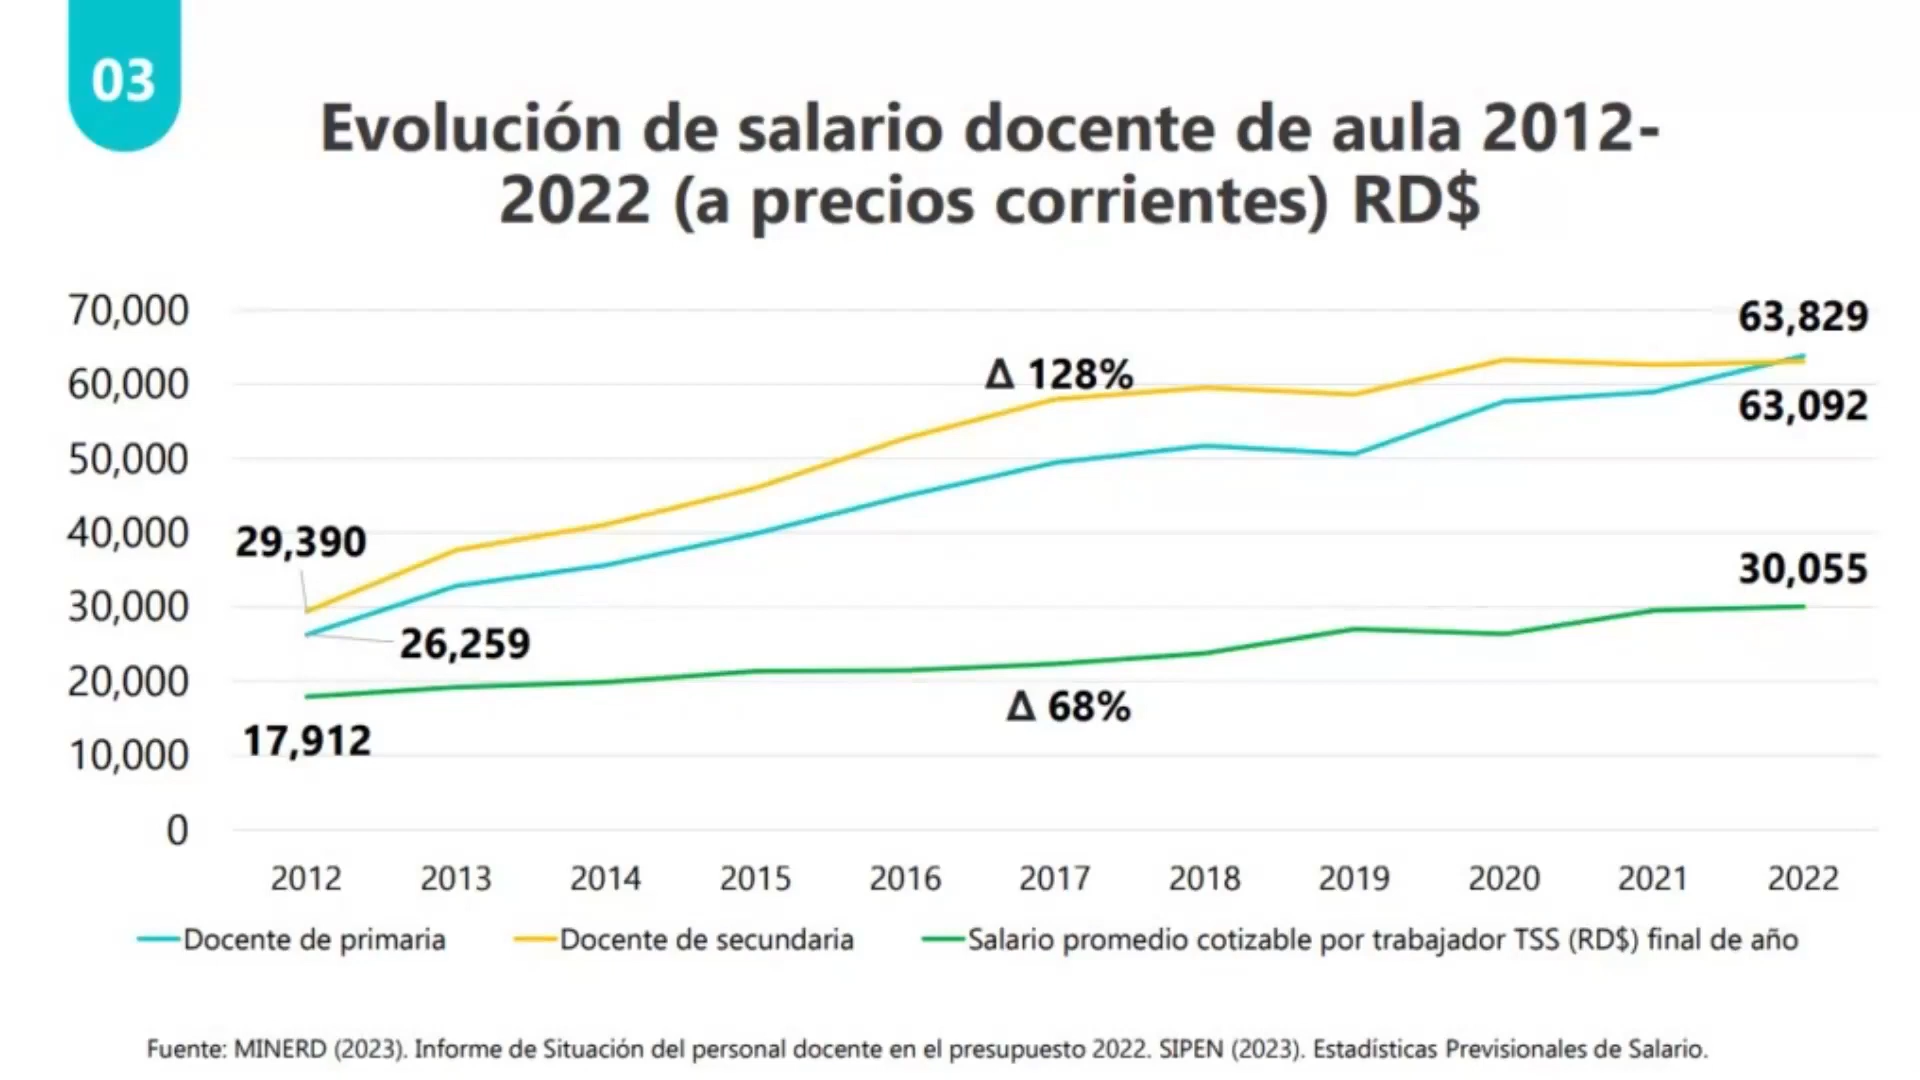 03
Evolución de salario docente de aula 2012-
2022 (a precios corrientes) RD$
70,000
60,000
50,000
40,000
30,000
20,000
10,000
0
29,390
26,259
17,912
Δ 128%
Δ 68%
63,829
63,092
30,055
2012 2013 2014 2015 2016 2017 2018 2019 2020 2021 2022
Docente de primaria Docente de secundaria Salario promedio cotizable por trabajador TSS (RD$) final de año
Fuente: MINERD (2023). Informe de Situación del personal docente en el presupuesto 2022. SIPEN (2023). Estadísticas Previsionales de Salario.